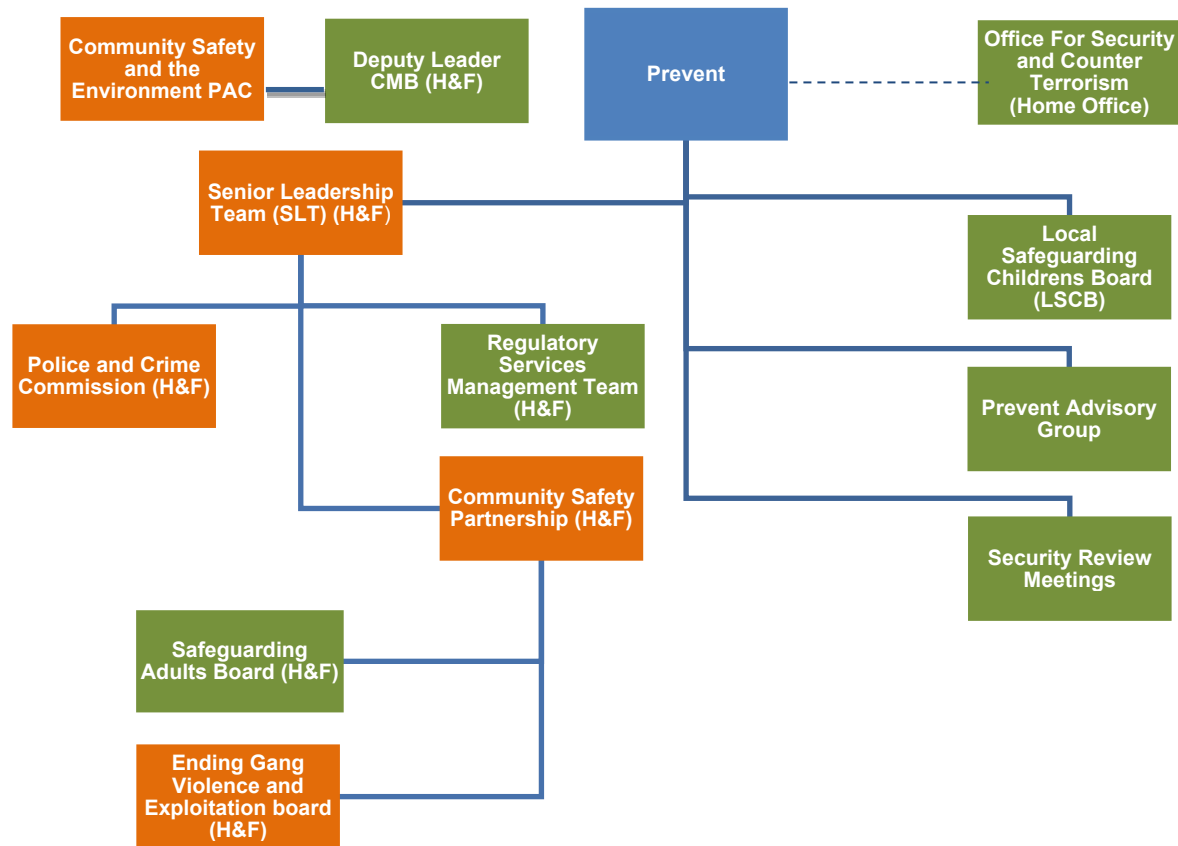 Community Safety
and the
Environment PAC
Deputy Leader
CMB (H&F)
Prevent
Office For Security
and Counter
Terrorism
(Home Office)
Senior Leadership
Team (SLT) (H&F)
Local
Safeguarding
Childrens Board
(LSCB)
Police and Crime
Commission (H&F)
Regulatory
Services
Management Team
(H&F)
Prevent Advisory
Group
Community Safety
Partnership (H&F)
Security Review
Meetings
Safeguarding
Adults Board (H&F)
Ending Gang
Violence and
Exploitation board
(H&F)